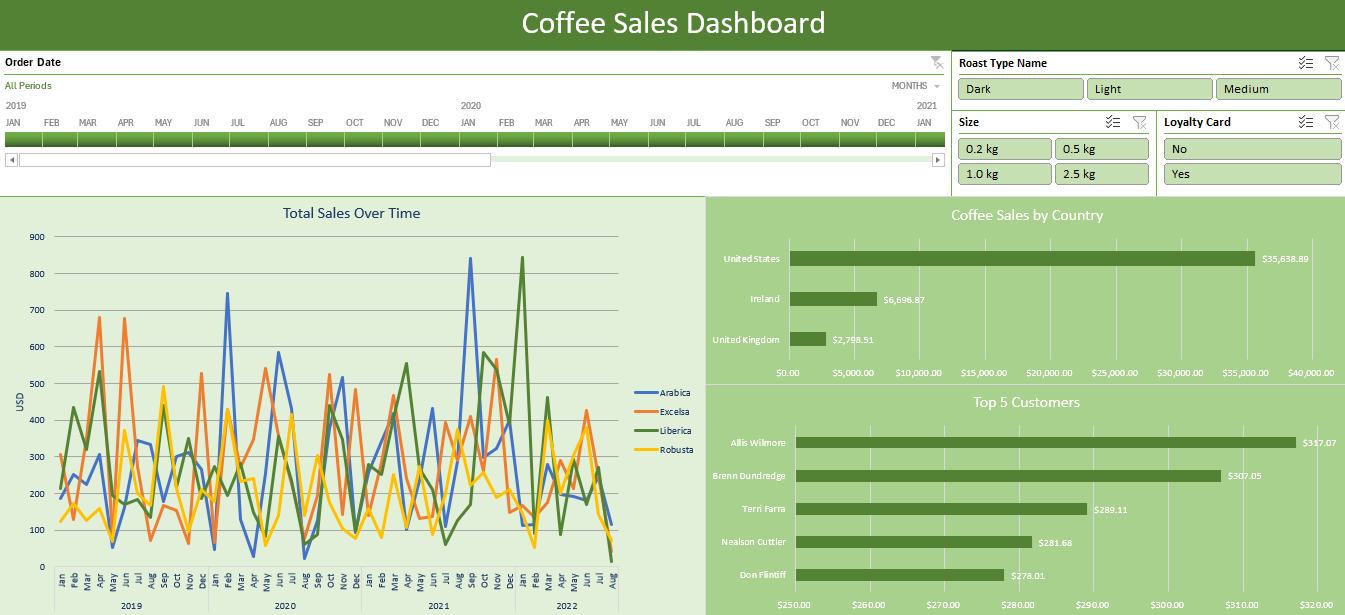 Coffee Sales Dashboard
Order Date
All Periods
MONTHS
2019 2020 2021
JAN FEB MAR APR MAY JUN JUL AUG SEP OCT NOV DEC JAN FEB MAR APR MAY JUN JUL AUG SEP OCT NOV DEC JAN
Roast Type Name
Dark Light Medium
Size
0.2 kg 0.5 kg
1.0 kg 2.5 kg
Loyalty Card
No
Yes
Total Sales Over Time
900
800
700
600
500
400
300
200
100
0
USD
Jan Feb Mar Apr May Jun Jul Aug Sep Oct Nov Dec Jan Feb Mar Apr May Jun Jul Aug Sep Oct Nov Dec Jan Feb Mar Apr May Jun Jul Aug Sep Oct Nov Dec Jan Feb Mar Apr May Jun Jul Aug
2019 2020 2021 2022
Arabica
Excelsa
Liberica
Robusta
Coffee Sales by Country
United States $35,638.89
Ireland $6,696.87
United Kingdom $2,798.51
$0.00 $5,000.00 $10,000.00 $15,000.00 $20,000.00 $25,000.00 $30,000.00 $35,000.00 $40,000.00
Top 5 Customers
Allis Wilmore $317.07
Brenn Dundredge $307.05
Terri Farra $289.11
Nealson Cuttler $281.68
Don Flintiff $278.01
$250.00 $260.00 $270.00 $280.00 $290.00 $300.00 $310.00 $320.00